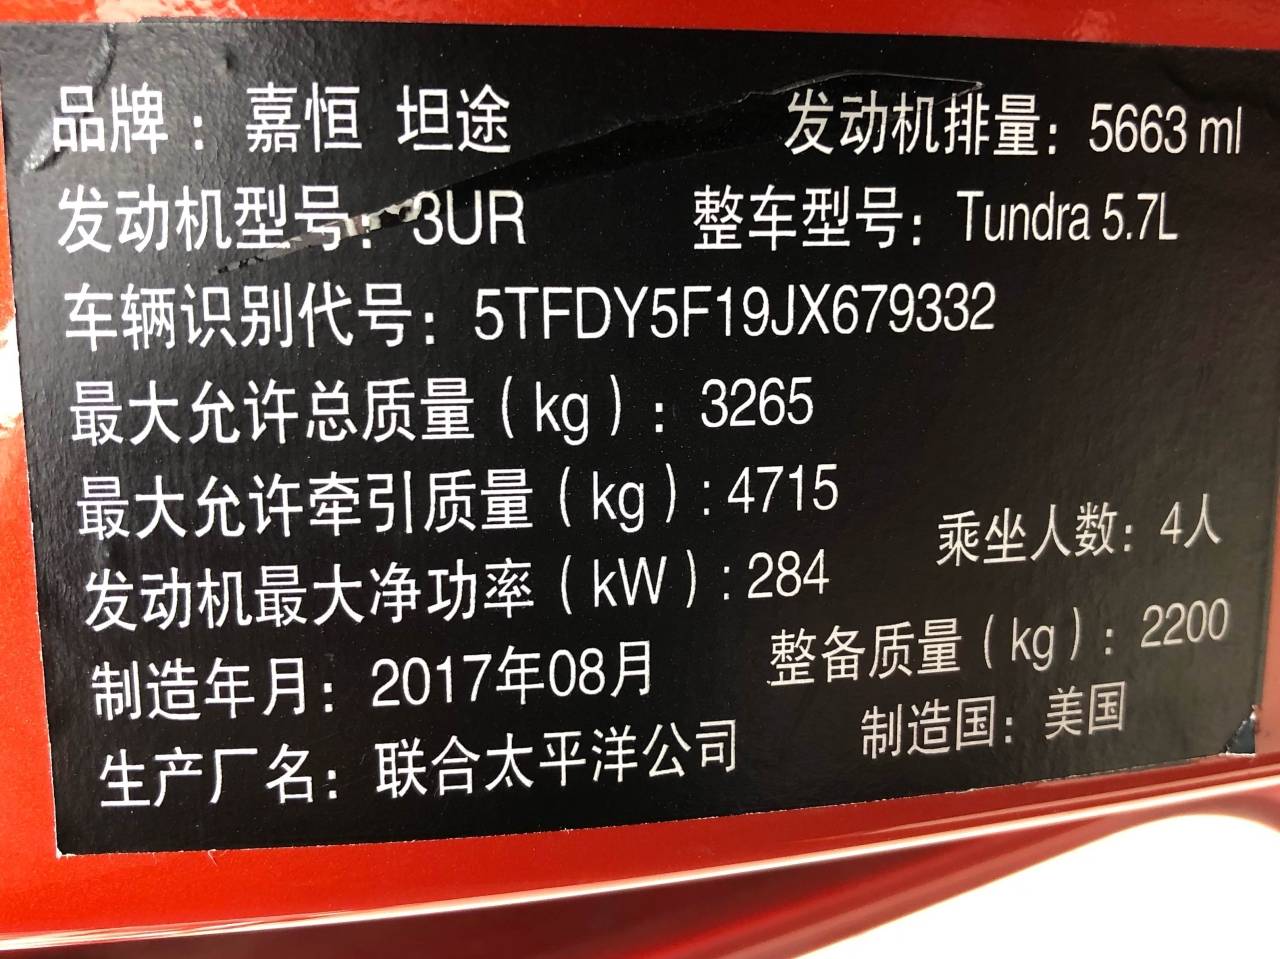 品牌：嘉恒 坦途 发动机排量：5663 ml
发动机型号：3UR 整车型号：Tundra 5.7L
车辆识别代号：5TFDY5F19JX679332
最大允许总质量（kg）：3265
最大允许牵引质量（kg）:4715
乘坐人数：4人
发动机最大净功率（kW）:284
整备质量（kg）：2200
制造年月：2017年08月
制造国：美国
生产厂名：联合太平洋公司